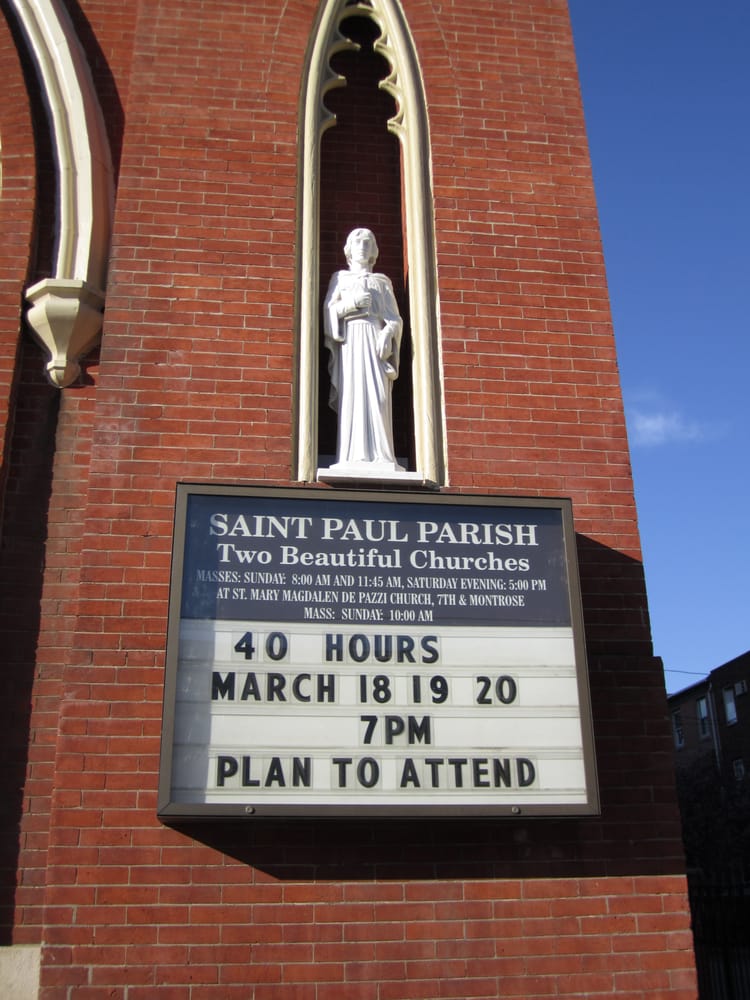 SAINT PAUL PARISH
Two Beautiful Churches
MASSES: SUNDAY: 8:00 AM AND 11:45 AM, SATURDAY EVENING: 5:00 PM
AT ST. MARY MAGDALEN DE PAZZI CHURCH, 7TH & MONTROSE
MASS: SUNDAY: 10:00 AM
40 HOURS
MARCH 18 19 20
7PM
PLAN TO ATTEND